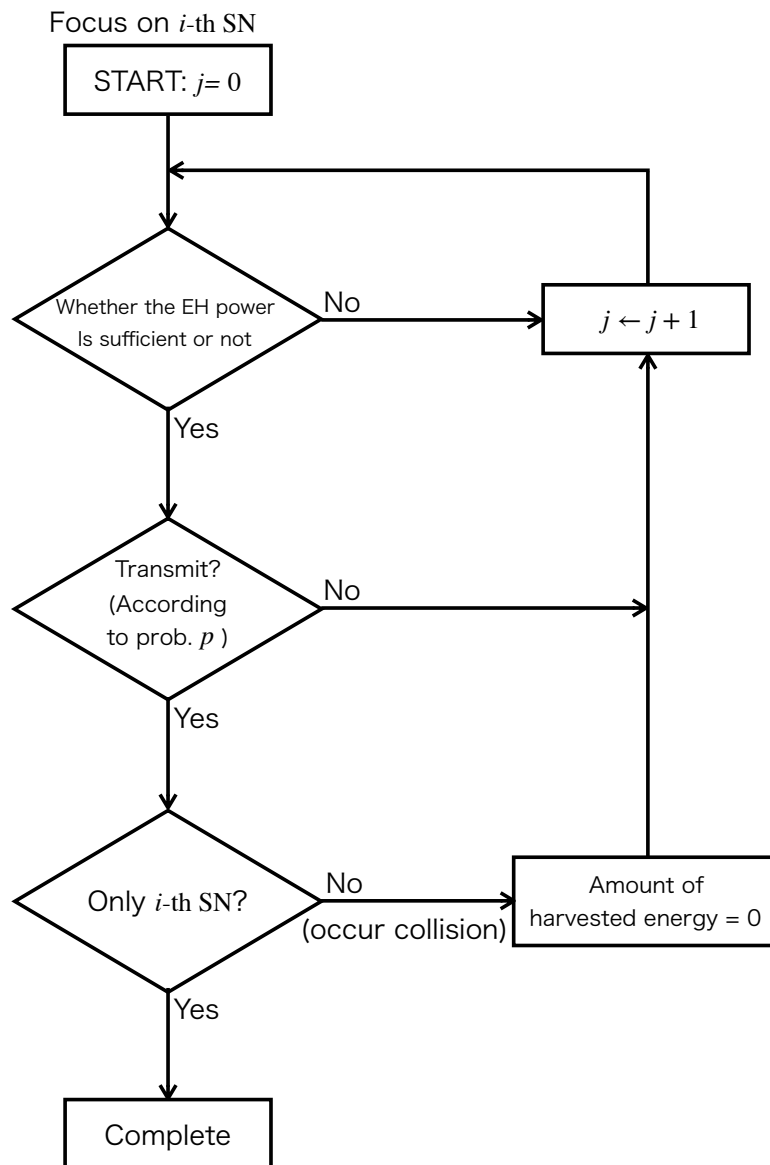 Focus on i-th SN
START: j= 0
Whether the EH power
Is sufficient or not
No
j ← j + 1
Yes
Transmit?
(According
to prob. p )
No
Yes
Only i-th SN?
No
(occur collision)
Amount of
harvested energy = 0
Yes
Complete